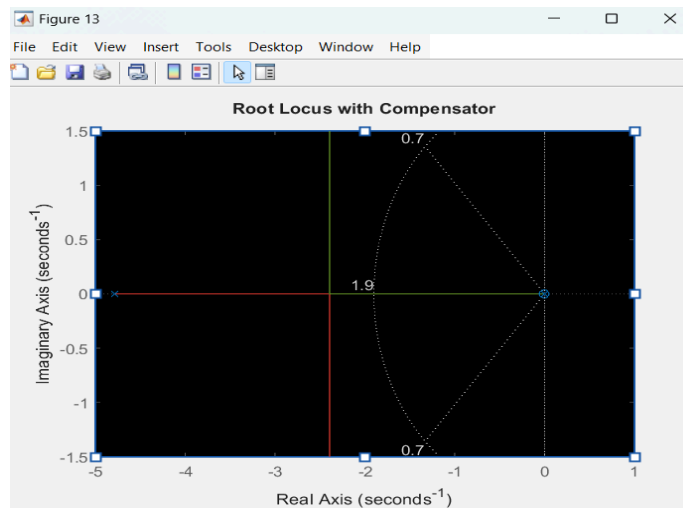 Figure 13
File Edit View Insert Tools Desktop Window Help
Root Locus with Compensator
1.5
1
0.5
0
-0.5
-1
-1.5
Imaginary Axis (seconds⁻¹)
0.7
1.9
0.7
-5 -4 -3 -2 -1 0 1
Real Axis (seconds⁻¹)